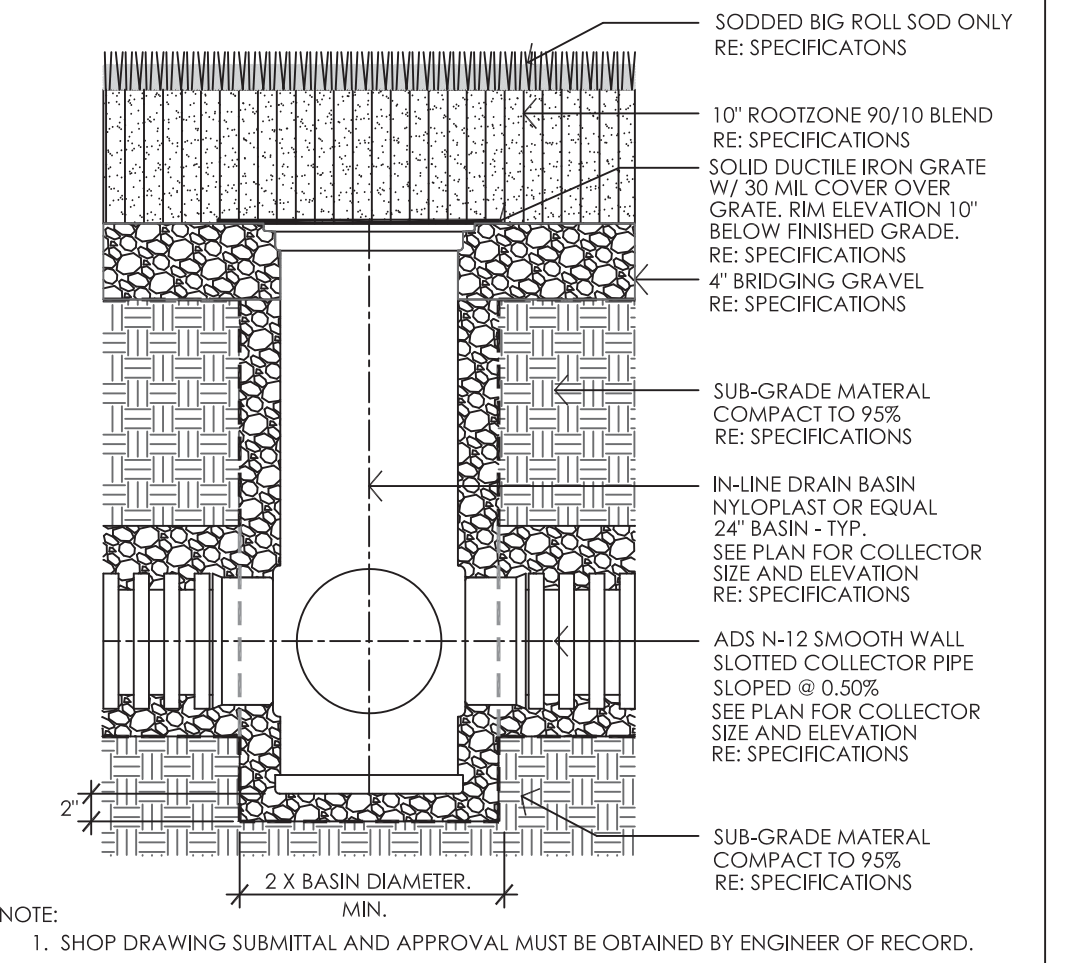 SODDED BIG ROLL SOD ONLY
RE: SPECIFICATONS
10" ROOTZONE 90/10 BLEND
RE: SPECIFICATIONS
SOLID DUCTILE IRON GRATE
W/ 30 MIL COVER OVER
GRATE. RIM ELEVATION 10"
BELOW FINISHED GRADE.
RE: SPECIFICATIONS
4" BRIDGING GRAVEL
RE: SPECIFICATIONS
SUB-GRADE MATERAL
COMPACT TO 95%
RE: SPECIFICATIONS
IN-LINE DRAIN BASIN
NYLOPLAST OR EQUAL
24" BASIN - TYP.
SEE PLAN FOR COLLECTOR
SIZE AND ELEVATION
RE: SPECIFICATIONS
ADS N-12 SMOOTH WALL
SLOTTED COLLECTOR PIPE
SLOPED @ 0.50%
SEE PLAN FOR COLLECTOR
SIZE AND ELEVATION
RE: SPECIFICATIONS
2"
SUB-GRADE MATERAL
COMPACT TO 95%
RE: SPECIFICATIONS
2 X BASIN DIAMETER.
MIN.
NOTE:
1. SHOP DRAWING SUBMITTAL AND APPROVAL MUST BE OBTAINED BY ENGINEER OF RECORD.